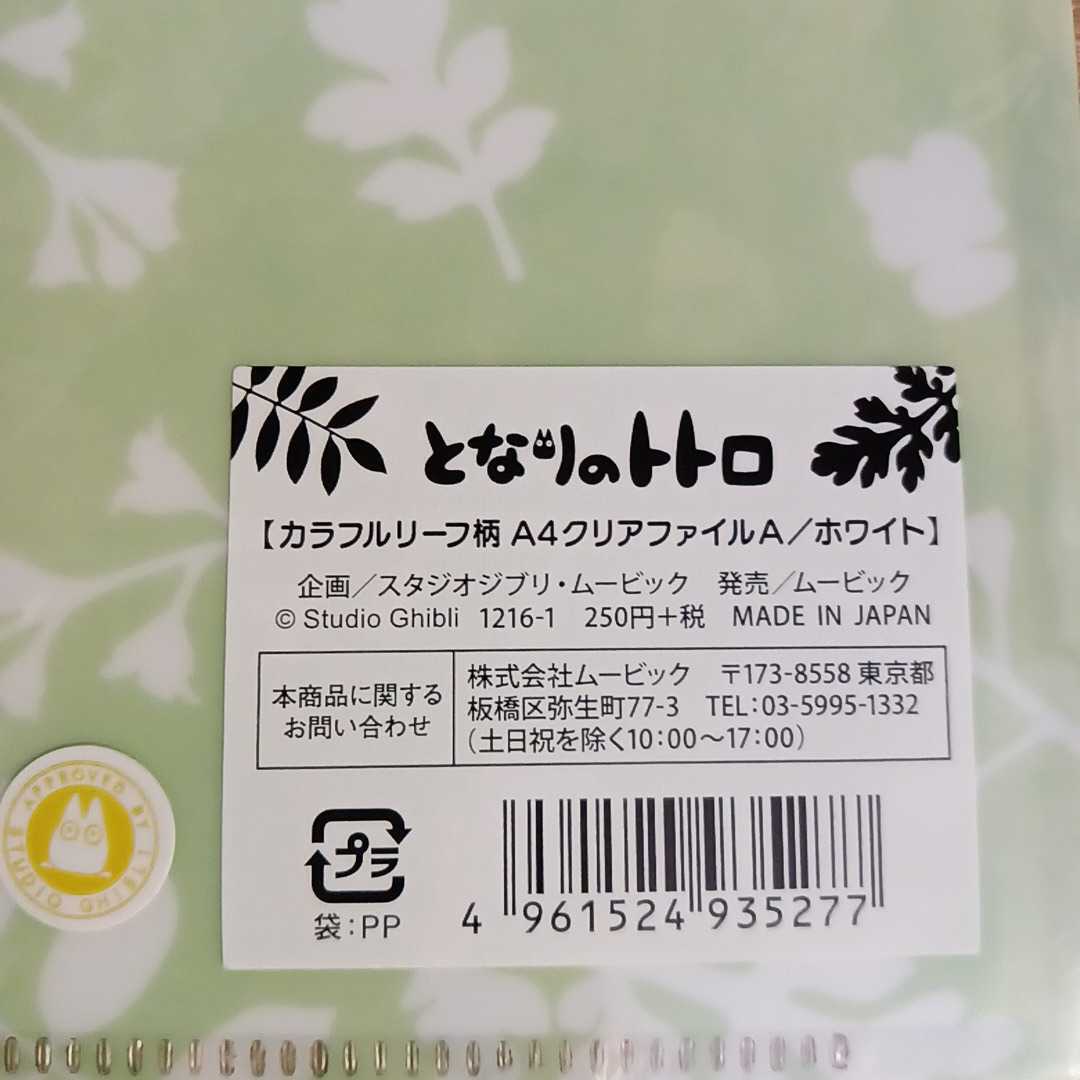 となりのトトロ
【カラフルリーフ柄 A4クリアファイルA／ホワイト】
企画／スタジオジブリ・ムービック　発売／ムービック
© Studio Ghibli　1216-1　250円＋税　MADE IN JAPAN
本商品に関する
お問い合わせ
株式会社ムービック　〒173-8558 東京都
板橋区弥生町77-3　TEL：03-5995-1332
（土日祝を除く10：00～17：00）
プラ
袋：PP
4 961524 935277
APPROVED BY STUDIO GHIBLI